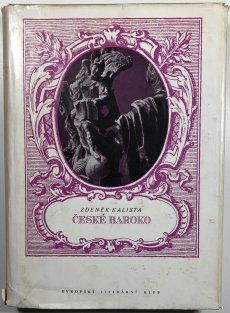 ZDENĚK KALISTA
ČESKÉ BAROKO
EVROPSKÝ LITERÁRNÍ KLUB